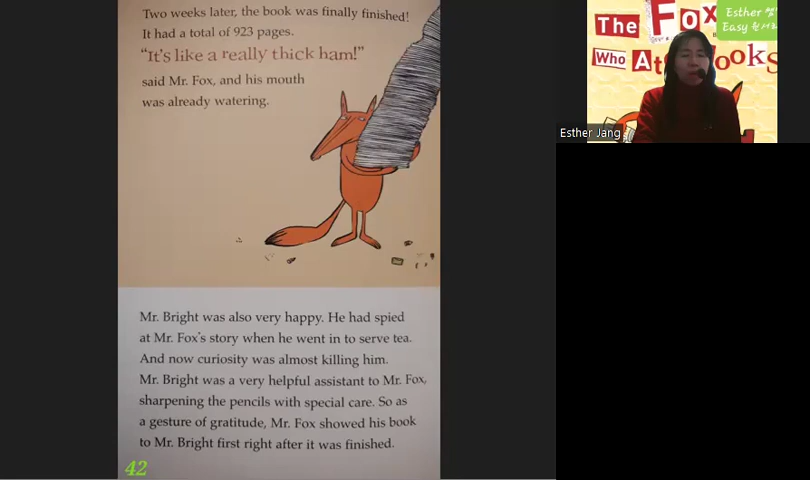 Two weeks later, the book was finally finished!
It had a total of 923 pages.
“It’s like a really thick ham!”
said Mr. Fox, and his mouth
was already watering.
Mr. Bright was also very happy. He had spied
at Mr. Fox’s story when he went in to serve tea.
And now curiosity was almost killing him.
Mr. Bright was a very helpful assistant to Mr. Fox,
sharpening the pencils with special care. So as
a gesture of gratitude, Mr. Fox showed his book
to Mr. Bright first right after it was finished.
42
The Fox
Who
Esther 쌤
Easy
Esther Jang